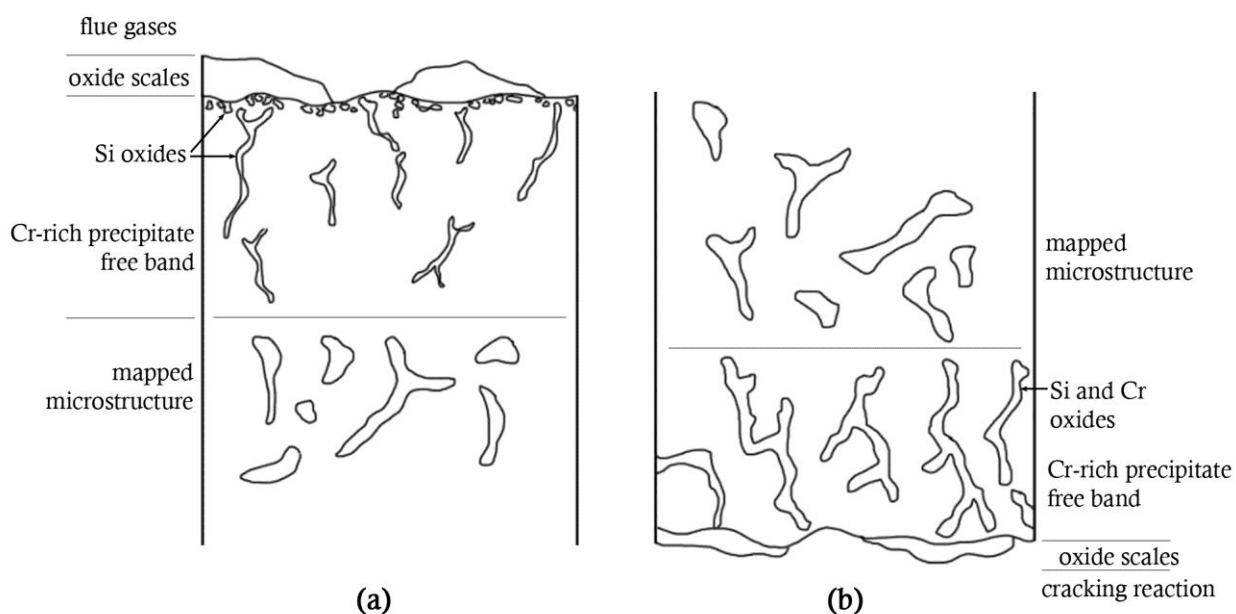 flue gases
oxide scales
Si oxides
Cr-rich precipitate
free band
mapped
microstructure
(a)
mapped
microstructure
Si and Cr
oxides
Cr-rich precipitate
free band
oxide scales
cracking reaction
(b)